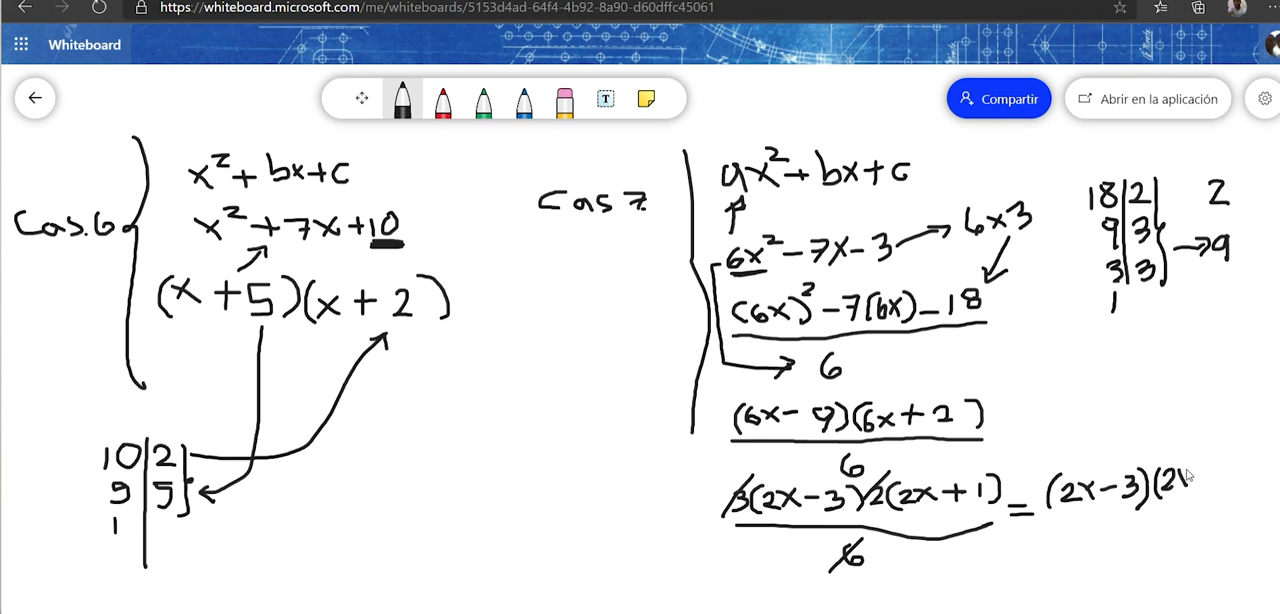 https://whiteboard.microsoft.com/me/whiteboards/5153d4ad-64f4-4b92-8a90-d60dffc45061
Whiteboard
T
Compartir
Abrir en la aplicación
Cas.6
x² + bx+c
x² +7x+10
(x +5)(x + 2 )
10|2
5|5
1
Cas 7.
ax²+ bx+c
6x² -7x-3 → 6x3
(6x)² -7(6x)-18
→ 6
(6x- 9)(6x+2 )
6
3(2x-3) 2(2x+1) = (2x-3)(2x
6
18|2| 2
9|3 → 9
3|3
1